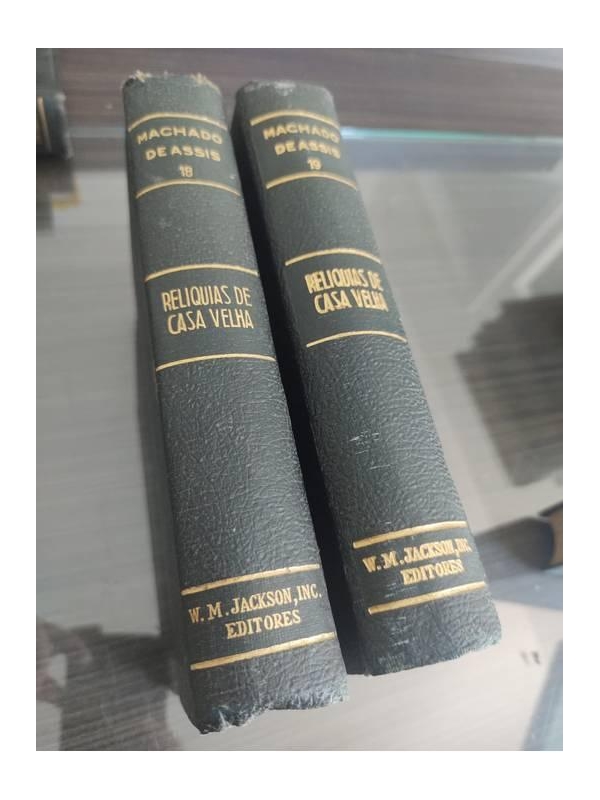 MACHADO
DE ASSIS
18
RELIQUIAS DE
CASA VELHA
W. M. JACKSON, INC.
EDITORES
MACHADO
DE ASSIS
19
RELIQUIAS DE
CASA VELHA
W. M. JACKSON, INC.
EDITORES